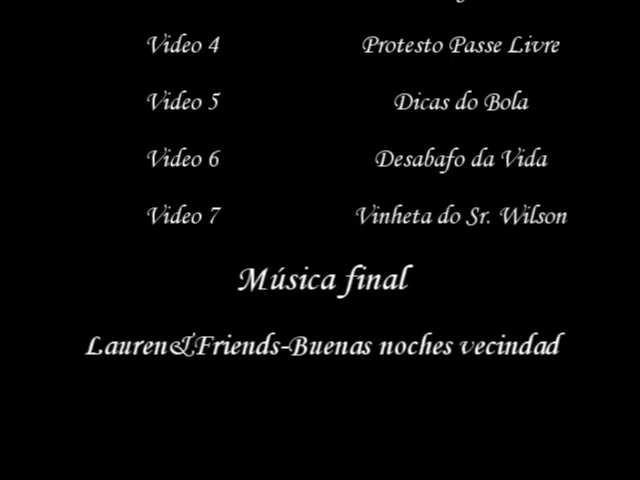 Video 4 Protesto Passe Livre
Video 5 Dicas do Bola
Video 6 Desabafo da Vida
Video 7 Vinheta do Sr. Wilson
Música final
Lauren&Friends-Buenas noches vecindad